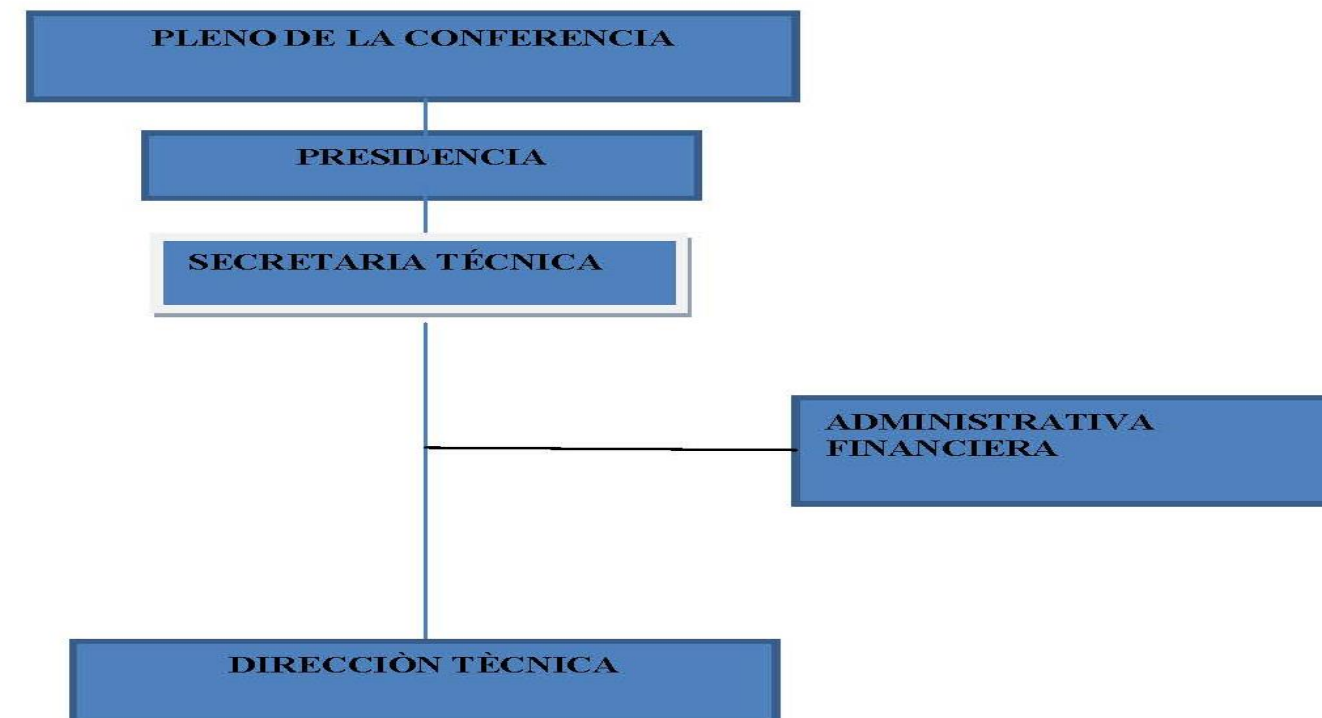 PLENO DE LA CONFERENCIA
PRESIDENCIA
SECRETARIA TÉCNICA
ADMINISTRATIVA
FINANCIERA
DIRECCIÒN TÈCNICA